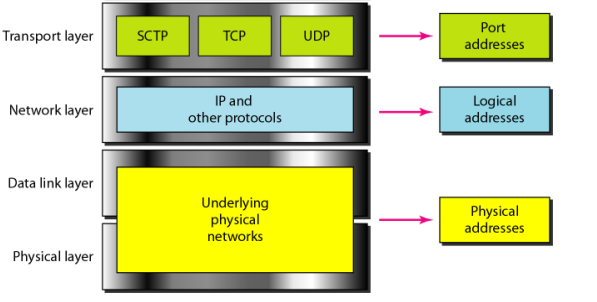 Transport layer
SCTP
TCP
UDP
Port
addresses
Network layer
IP and
other protocols
Logical
addresses
Data link layer
Underlying
physical
networks
Physical
addresses
Physical layer